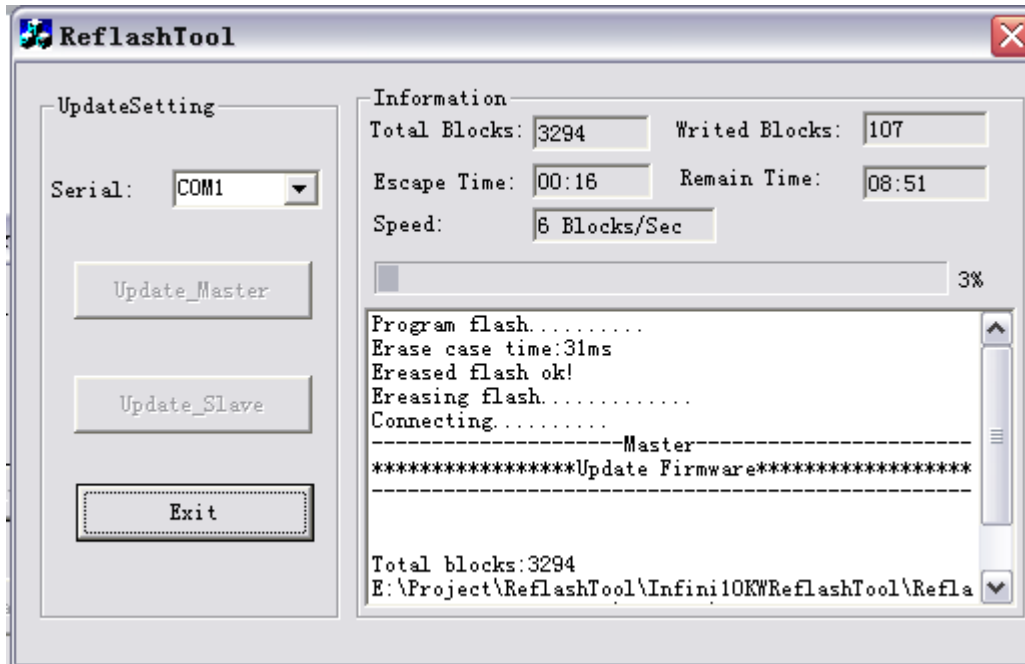 ReflashTool
UpdateSetting
Serial: COM1
Update_Master
Update_Slave
Exit
Information
Total Blocks: 3294 Writed Blocks: 107
Escape Time: 00:16 Remain Time: 08:51
Speed: 6 Blocks/Sec
3%
Program flash..........
Erase case time:31ms
Ereased flash ok!
Ereasing flash.............
Connecting..........
---------------------Master-----------------------
*****************Update Firmware******************
--------------------------------------------------
Total blocks:3294
E:\Project\ReflashTool\Infini10KWReflashTool\Refla